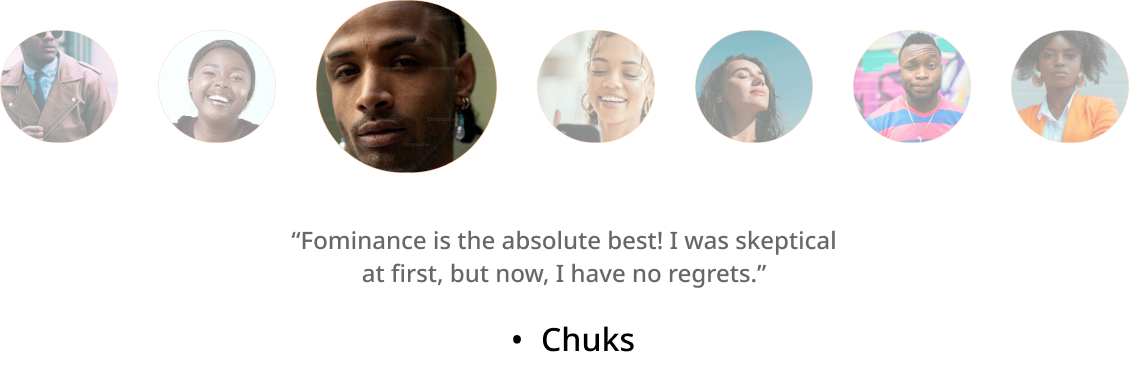 “Fominance is the absolute best! I was skeptical
at first, but now, I have no regrets.”
• Chuks